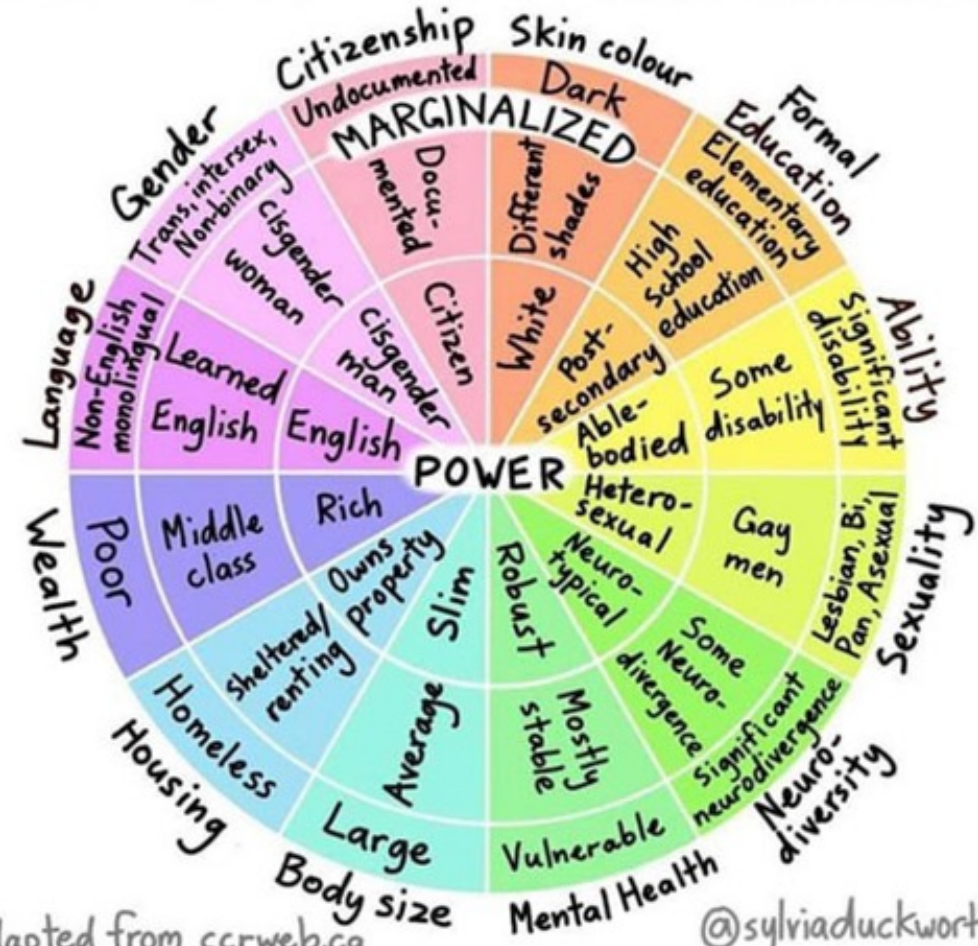 Citizenship
Undocumented
Docu-
mented
Citizen
Skin colour
Dark
Different
shades
White
Formal
Education
Elementary
education
High
school
education
Post-
secondary
Ability
Significant
disability
Some
disability
Able-
bodied
Sexuality
Lesbian, Bi,
Pan, Asexual
Gay
men
Hetero-
sexual
Neuro-
diversity
Significant
neurodivergence
Some
Neuro-
divergence
Neuro-
typical
Mental Health
Vulnerable
Mostly
stable
Robust
Body size
Large
Average
Slim
Housing
Homeless
Sheltered/
renting
Owns
property
Wealth
Poor
Middle
class
Rich
Language
Non-English
monolingual
Learned
English
English
Gender
Trans, intersex,
Non-binary
cisgender
woman
cisgender
man
MARGINALIZED
POWER
dapted from ccrweb.ca
@sylviaduckwort